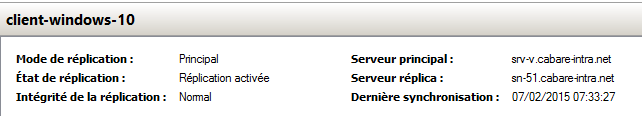 client-windows-10
Mode de réplication : Principal Serveur principal : srv-v.cabare-intra.net
État de réplication : Réplication activée Serveur réplica : sn-51.cabare-intra.net
Intégrité de la réplication : Normal Dernière synchronisation : 07/02/2015 07:33:27